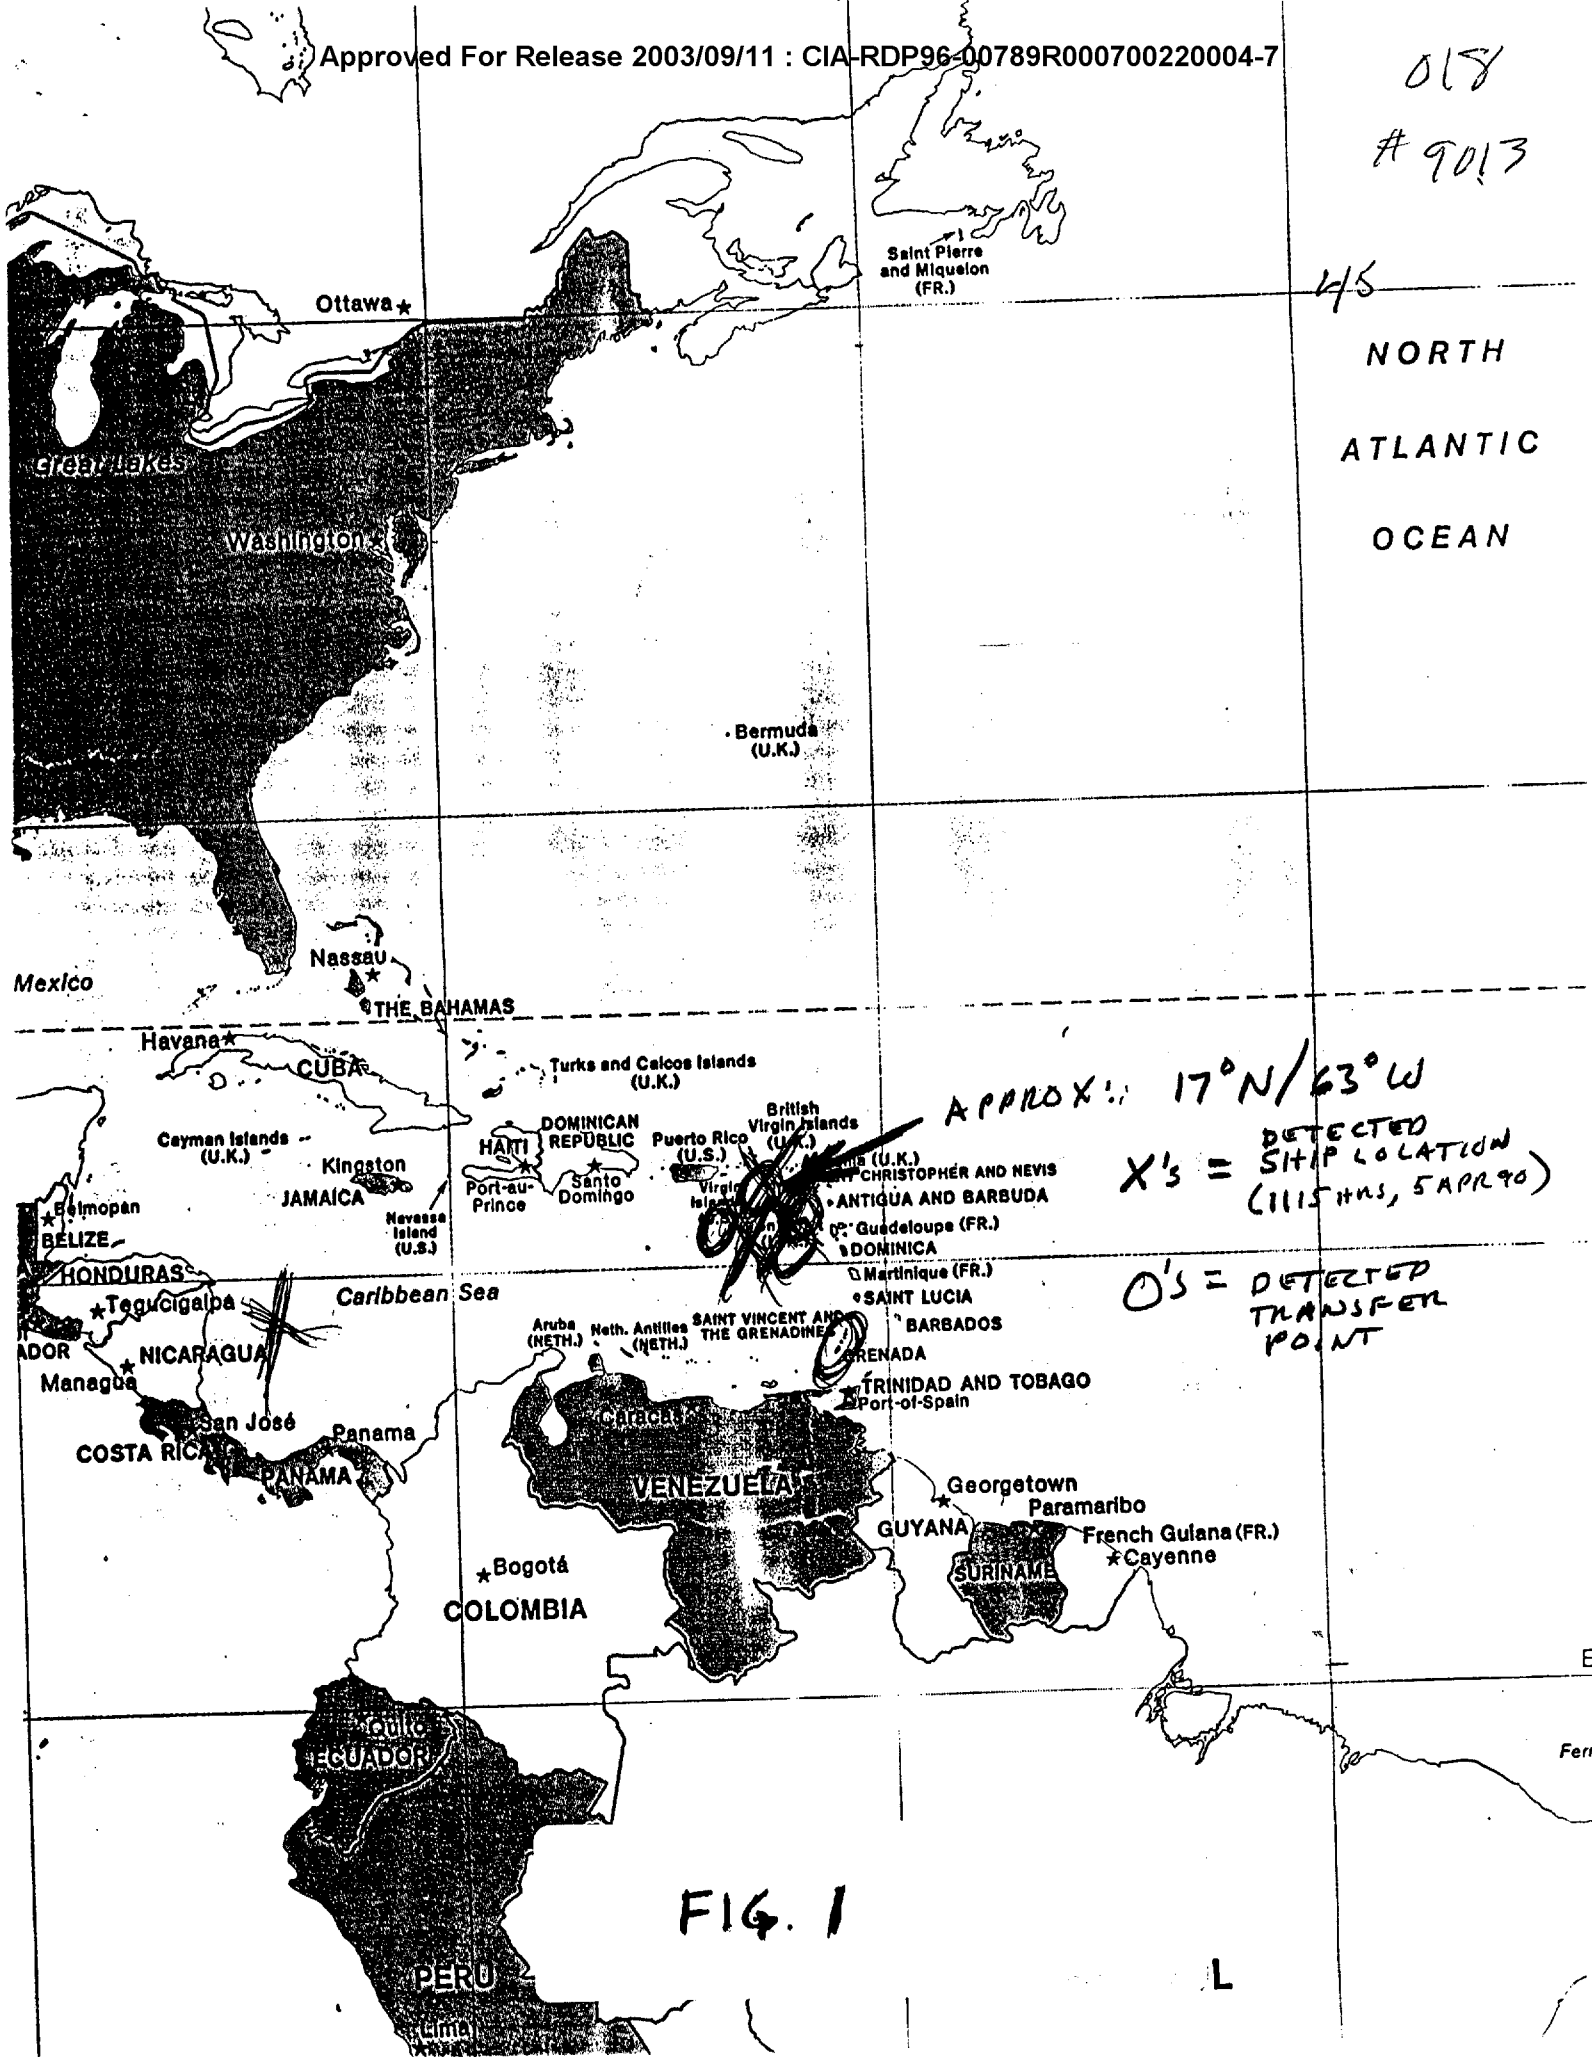 Approved For Release 2003/09/11 : CIA-RDP96-00789R000700220004-7
018
# 9013
Saint Pierre
and Miquelon
(FR.)
Ottawa
45
NORTH
ATLANTIC
OCEAN
Great Lakes
Washington
Bermuda
(U.K.)
Nassau
Mexico
THE BAHAMAS
Havana
CUBA
Turks and Caicos Islands
(U.K.)
APPROX: 17°N/63°W
British
Virgin Islands
(U.K.)
DOMINICAN
REPUBLIC
HAITI
Puerto Rico
(U.S.)
Cayman Islands
(U.K.)
Kingston
JAMAICA
Port-au-
Prince
Santo
Domingo
(U.K.)
CHRISTOPHER AND NEVIS
X's = DETECTED
SHIP LOCATION
(1115 HRS, 5 APR 90)
ANTIGUA AND BARBUDA
Belmopan
BELIZE
Navassa
Island
(U.S.)
Guadeloupe (FR.)
DOMINICA
HONDURAS
Tegucigalpa
Caribbean Sea
Martinique (FR.)
SAINT LUCIA
O'S = DETECTED
TRANSFER
POINT
Aruba
(NETH.)
Neth. Antilles
(NETH.)
SAINT VINCENT AND
THE GRENADINES
BARBADOS
ADOR
NICARAGUA
GRENADA
Managua
TRINIDAD AND TOBAGO
Port-of-Spain
San José
Caracas
COSTA RICA
Panama
PANAMA
VENEZUELA
Georgetown
Paramaribo
GUYANA
French Guiana (FR.)
Cayenne
SURINAME
Bogotá
COLOMBIA
E
Quito
ECUADOR
Fern
FIG. 1
PERU
L
Lima